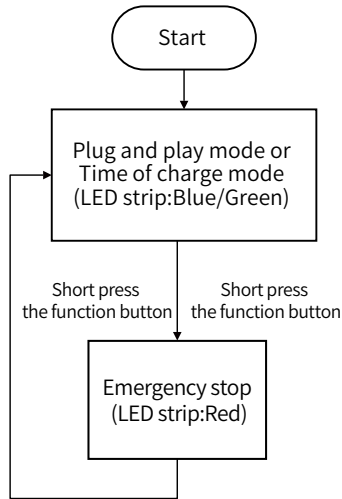 Start
Plug and play mode or
Time of charge mode
(LED strip:Blue/Green)
Short press
the function button
Short press
the function button
Emergency stop
(LED strip:Red)